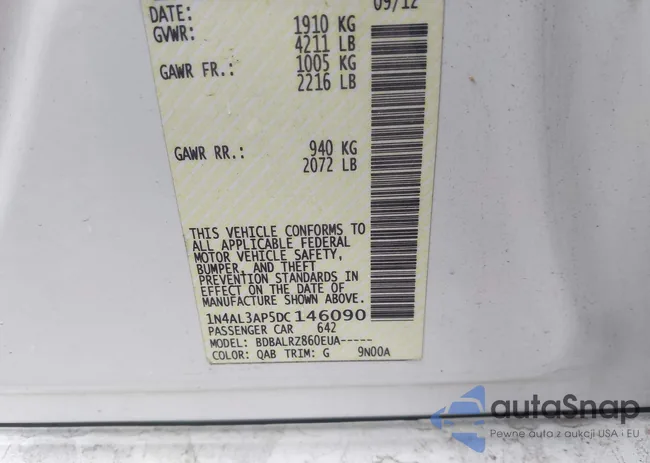 DATE: 09/12
GVWR: 1910 KG
4211 LB
GAWR FR.: 1005 KG
2216 LB
GAWR RR.: 940 KG
2072 LB
THIS VEHICLE CONFORMS TO
ALL APPLICABLE FEDERAL
MOTOR VEHICLE SAFETY,
BUMPER, AND THEFT
PREVENTION STANDARDS IN
EFFECT ON THE DATE OF
MANUFACTURE SHOWN ABOVE.
1N4AL3AP5DC146090
PASSENGER CAR 642
MODEL: BDBALRZ860EUA-----
COLOR: QAB TRIM: G 9N00A
autoSnap
Pewne auta z aukcji USA i EU